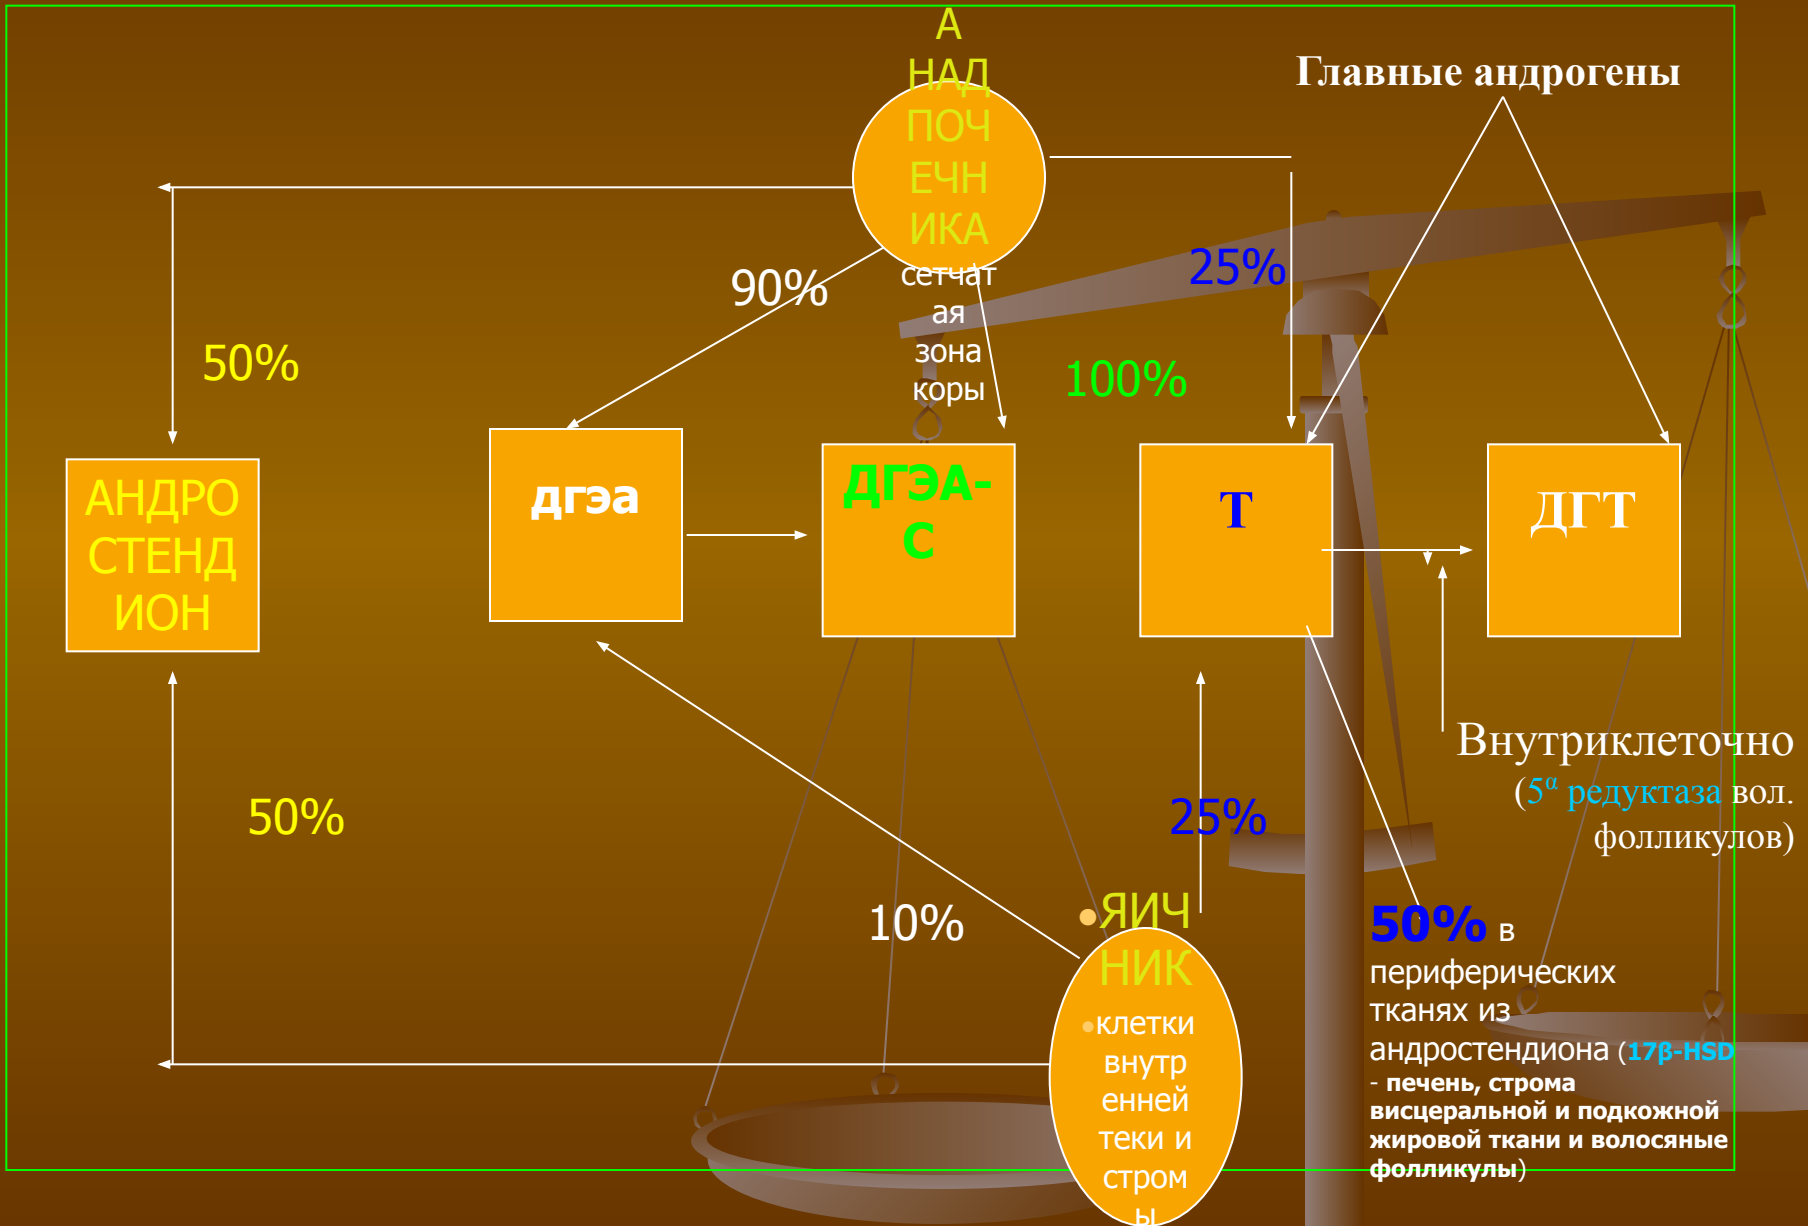 А
НАД
ПОЧ
ЕЧН
ИКА
сетчат
ая
зона
коры
Главные андрогены
90%
25%
50%
100%
АНДРО
СТЕНД
ИОН
дгэа
ДГЭА-
С
Т
ДГТ
Внутриклеточно
(5α редуктаза вол.
фолликулов)
50%
25%
10%
•ЯИЧ
НИК
•клетки
внутр
енней
теки и
стром
ы
50% в
периферических
тканях из
андростендиона (17β-HSD
- печень, строма
висцеральной и подкожной
жировой ткани и волосяные
фолликулы)